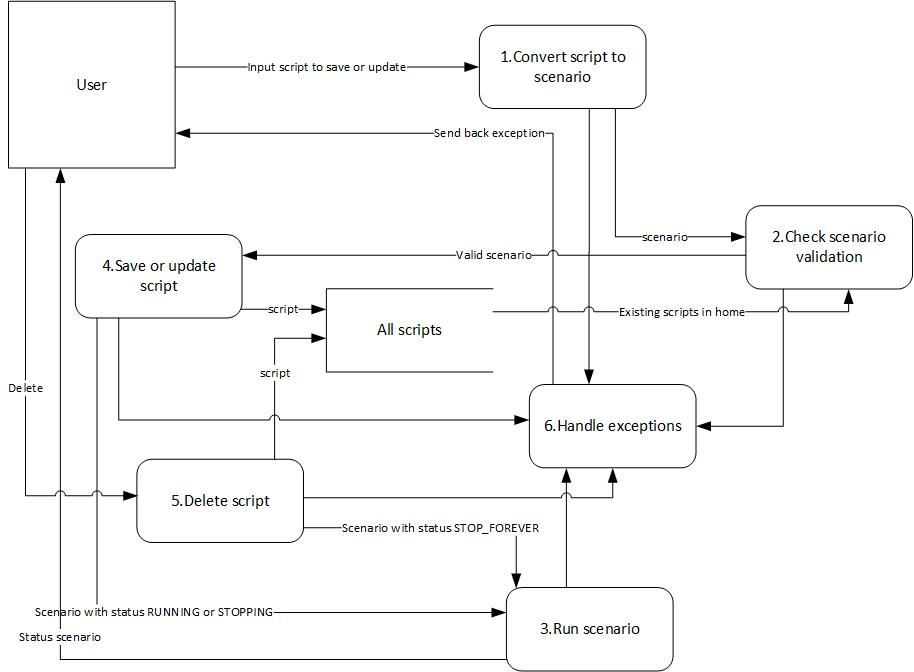 User
Input script to save or update
1.Convert script to
scenario
Send back exception
scenario
2.Check scenario
validation
Valid scenario
4.Save or update
script
script
All scripts
Existing scripts in home
script
Delete
6.Handle exceptions
5.Delete script
Scenario with status STOP_FOREVER
Scenario with status RUNNING or STOPPING
3.Run scenario
Status scenario